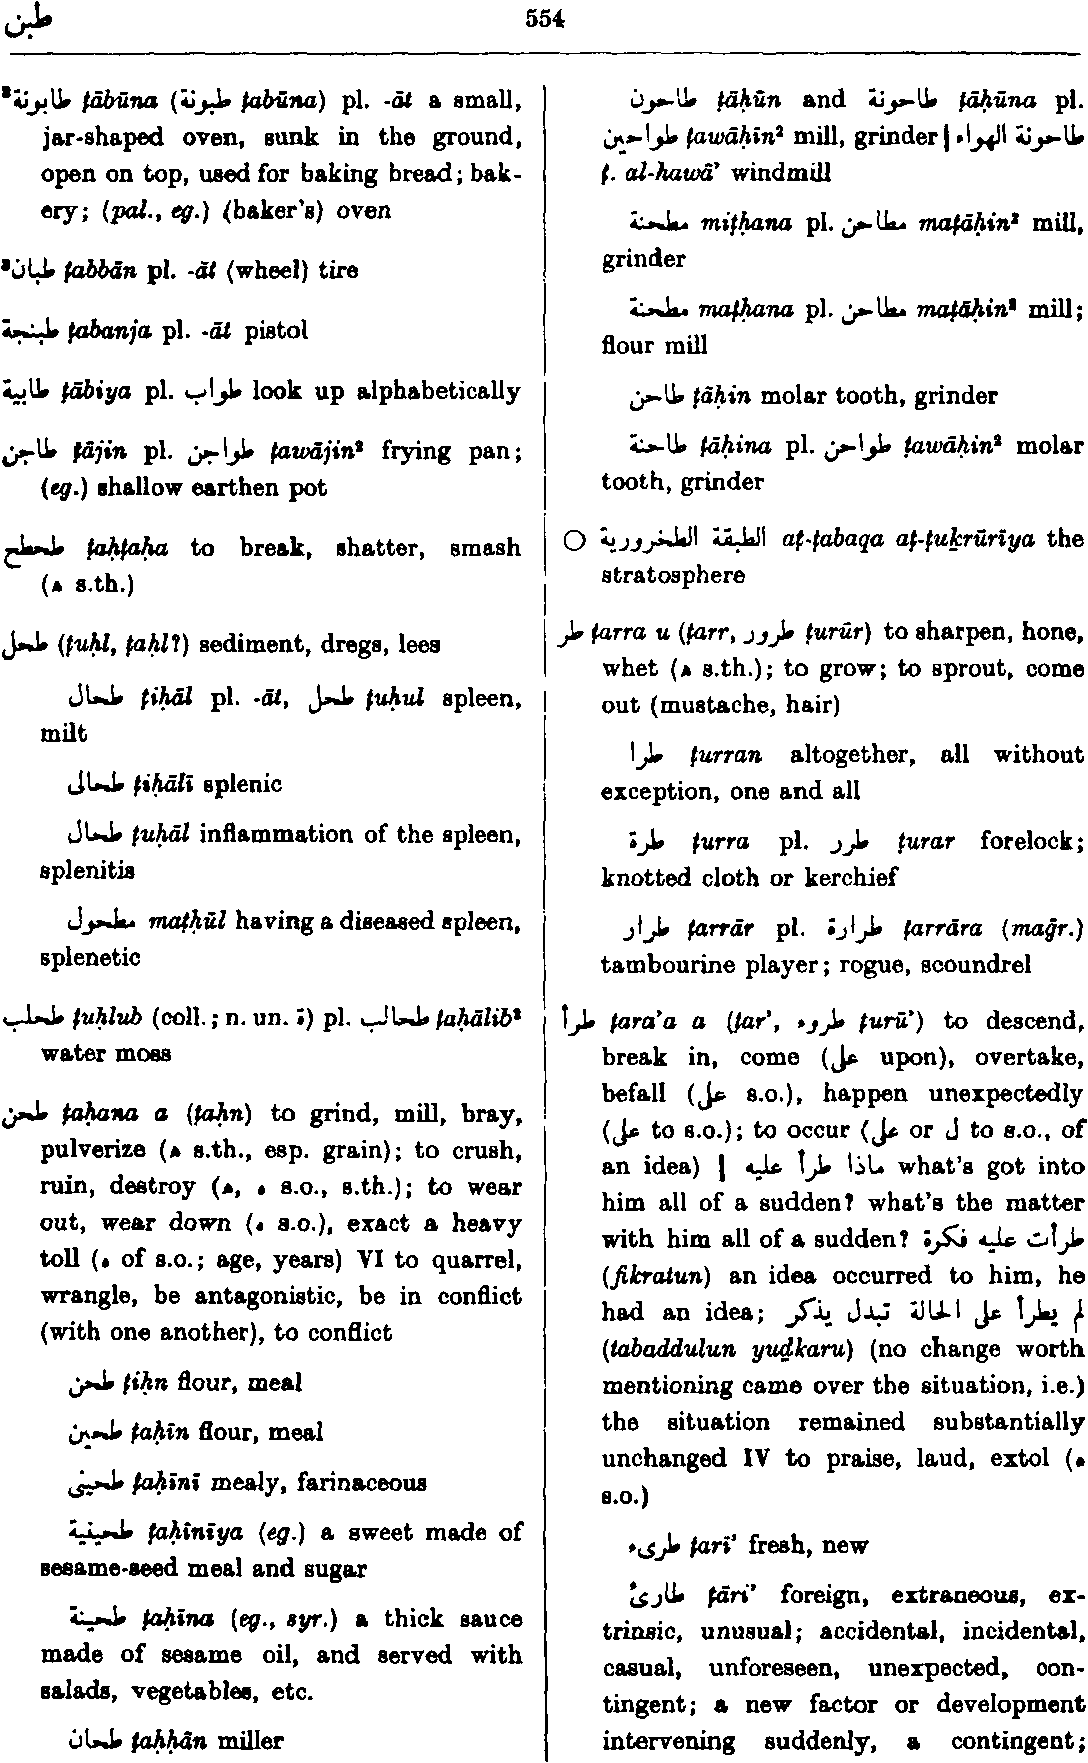 طبن
554
²طابونة ṭābūna (طبونة ṭabūna) pl. -āt a small,
jar-shaped oven, sunk in the ground,
open on top, used for baking bread; bak-
ery; (pal., eg.) (baker's) oven
³طبان ṭabbān pl. -āt (wheel) tire
طبنجة ṭabanja pl. -āt pistol
طابية ṭābiya pl. طواب look up alphabetically
طاجن ṭājin pl. طواجن ṭawājin² frying pan;
(eg.) shallow earthen pot
طحطح ṭaḥṭaḥa to break, shatter, smash
(ه s.th.)
طحل (ṭuḥl, ṭaḥl?) sediment, dregs, lees
طحال ṭiḥāl pl. -āt, طحل ṭuḥul spleen,
milt
طحالى ṭiḥālī splenic
طحال ṭuḥāl inflammation of the spleen,
splenitis
مطحول maṭḥūl having a diseased spleen,
splenetic
طحلب ṭuḥlub (coll.; n. un. ة) pl. طحالب ṭaḥālib²
water moss
طحن ṭaḥana a (ṭaḥn) to grind, mill, bray,
pulverize (ه s.th., esp. grain); to crush,
ruin, destroy (ه, ه s.o., s.th.); to wear
out, wear down (ه s.o.), exact a heavy
toll (ه of s.o.; age, years) VI to quarrel,
wrangle, be antagonistic, be in conflict
(with one another), to conflict
طحن ṭiḥn flour, meal
طحين ṭaḥīn flour, meal
طحينى ṭaḥīnī mealy, farinaceous
طحينية ṭaḥīnīya (eg.) a sweet made of
sesame-seed meal and sugar
طحينة ṭaḥīna (eg., syr.) a thick sauce
made of sesame oil, and served with
salads, vegetables, etc.
طحان ṭaḥḥān miller
طاحون ṭāḥūn and طاحونة ṭāḥūna pl.
طواحين ṭawāḥīn² mill, grinder | طاحونة الهواء
ṭ. al-hawā' windmill
مطحنة miṭḥana pl. مطاحن maṭāḥin² mill,
grinder
مطحنة maṭḥana pl. مطاحن maṭāḥin² mill;
flour mill
طاحن ṭāḥin molar tooth, grinder
طاحنة ṭāḥina pl. طواحن ṭawāḥin² molar
tooth, grinder
○ الطبقة الطخرورية aṭ-ṭabaqa aṭ-ṭuḵrūrīya the
stratosphere
طر ṭarra u (ṭarr, طرور ṭurūr) to sharpen, hone,
whet (ه s.th.); to grow; to sprout, come
out (mustache, hair)
طرا ṭurran altogether, all without
exception, one and all
طرة ṭurra pl. طرر ṭurar forelock;
knotted cloth or kerchief
طرار ṭarrār pl. طرارة ṭarrāra (maḡr.)
tambourine player; rogue, scoundrel
طرأ ṭara'a a (ṭar', طروء ṭurū') to descend,
break in, come (على upon), overtake,
befall (على s.o.), happen unexpectedly
(على to s.o.); to occur (على or ل to s.o., of
an idea) | ماذا طرأ عليه what's got into
him all of a sudden? what's the matter
with him all of a sudden? طرأت عليه فكرة
(fikratun) an idea occurred to him, he
had an idea; لم يطرأ على الحالة تبدل يذكر
(tabaddulun yuḏkaru) (no change worth
mentioning came over the situation, i.e.)
the situation remained substantially
unchanged IV to praise, laud, extol (ه
s.o.)
طرىء ṭarī' fresh, new
طارئ ṭāri' foreign, extraneous, ex-
trinsic, unusual; accidental, incidental,
casual, unforeseen, unexpected, con-
tingent; a new factor or development
intervening suddenly, a contingent;